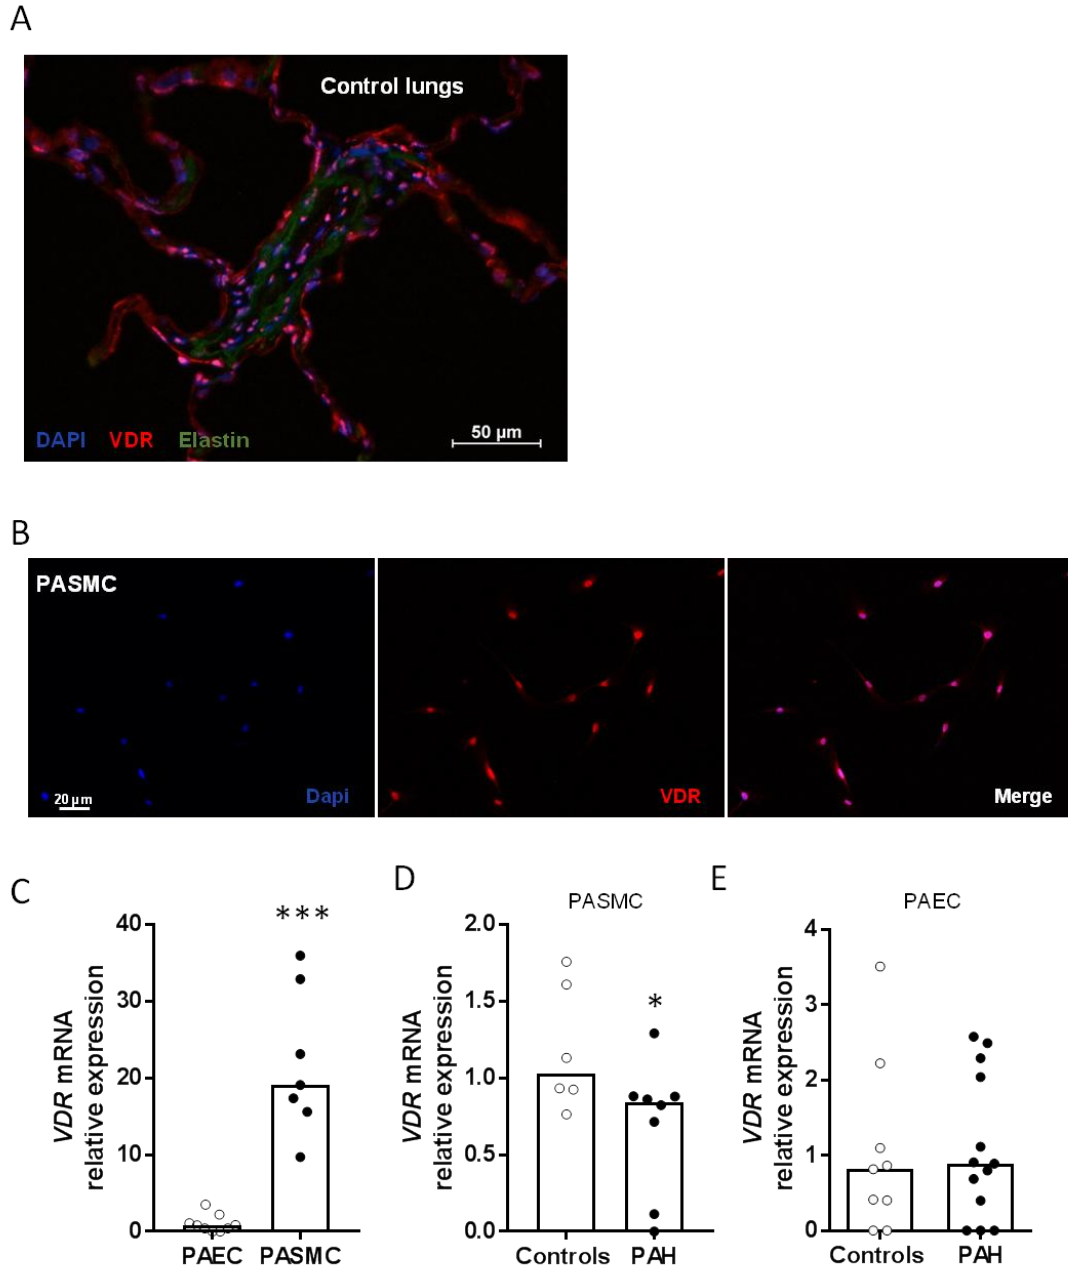 A
Control lungs
DAPI VDR Elastin
50 µm
B
PASMC
20 µm
Dapi
VDR
Merge
C
***
VDR mRNA
relative expression
40
30
20
10
0
PAEC PASMC
D
PASMC
*
VDR mRNA
relative expression
2.0
1.5
1.0
0.5
0.0
Controls PAH
E
PAEC
VDR mRNA
relative expression
4
3
2
1
0
Controls PAH